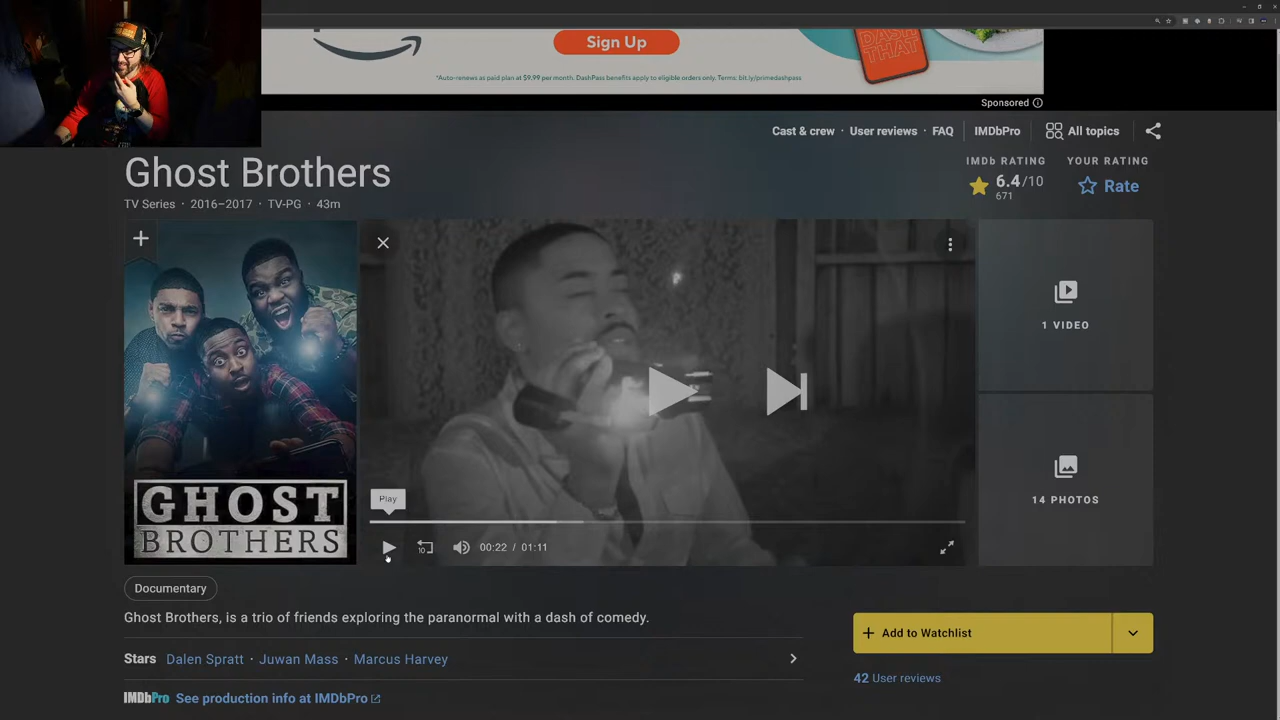 DASH
THAT
Sign Up
*Auto-renews as paid plan at $9.99 per month. DashPass benefits apply to eligible orders only. Terms: bit.ly/primedashpass
Sponsored
Cast & crew · User reviews · FAQ IMDbPro All topics
Ghost Brothers
TV Series · 2016–2017 · TV-PG · 43m
IMDb RATING
6.4/10
671
YOUR RATING
Rate
GHOST
BROTHERS
Play
10
00:22 / 01:11
1 VIDEO
14 PHOTOS
Documentary
Ghost Brothers, is a trio of friends exploring the paranormal with a dash of comedy.
Stars Dalen Spratt · Juwan Mass · Marcus Harvey
IMDbPro See production info at IMDbPro
Add to Watchlist
42 User reviews